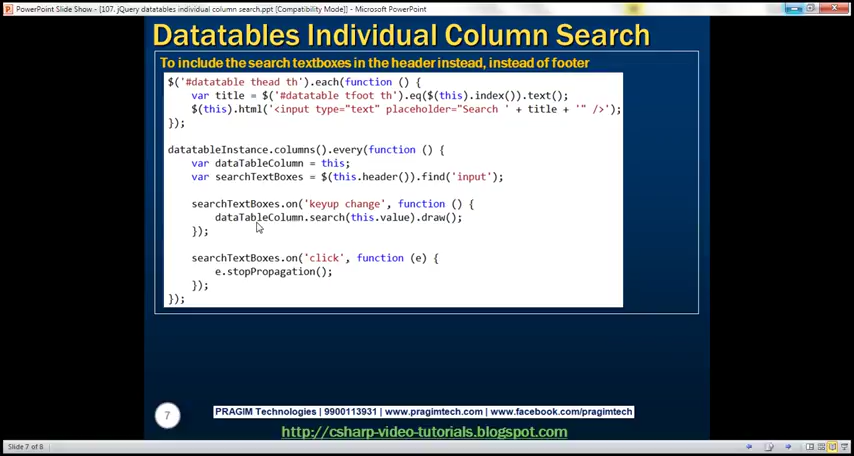 PowerPoint Slide Show - [107. jQuery datatables individual column search.ppt [Compatibility Mode]] - Microsoft PowerPoint
Datatables Individual Column Search
To include the search textboxes in the header instead, instead of footer
$('#datatable thead th').each(function () {
var title = $('#datatable tfoot th').eq($(this).index()).text();
$(this).html('<input type="text" placeholder="Search ' + title + '" />');
});
datatableInstance.columns().every(function () {
var dataTableColumn = this;
var searchTextBoxes = $(this.header()).find('input');
searchTextBoxes.on('keyup change', function () {
dataTableColumn.search(this.value).draw();
});
searchTextBoxes.on('click', function (e) {
e.stopPropagation();
});
});
7
PRAGIM Technologies | 9900113931 | www.pragimtech.com | www.facebook.com/pragimtech
http://csharp-video-tutorials.blogspot.com
Slide 7 of 8